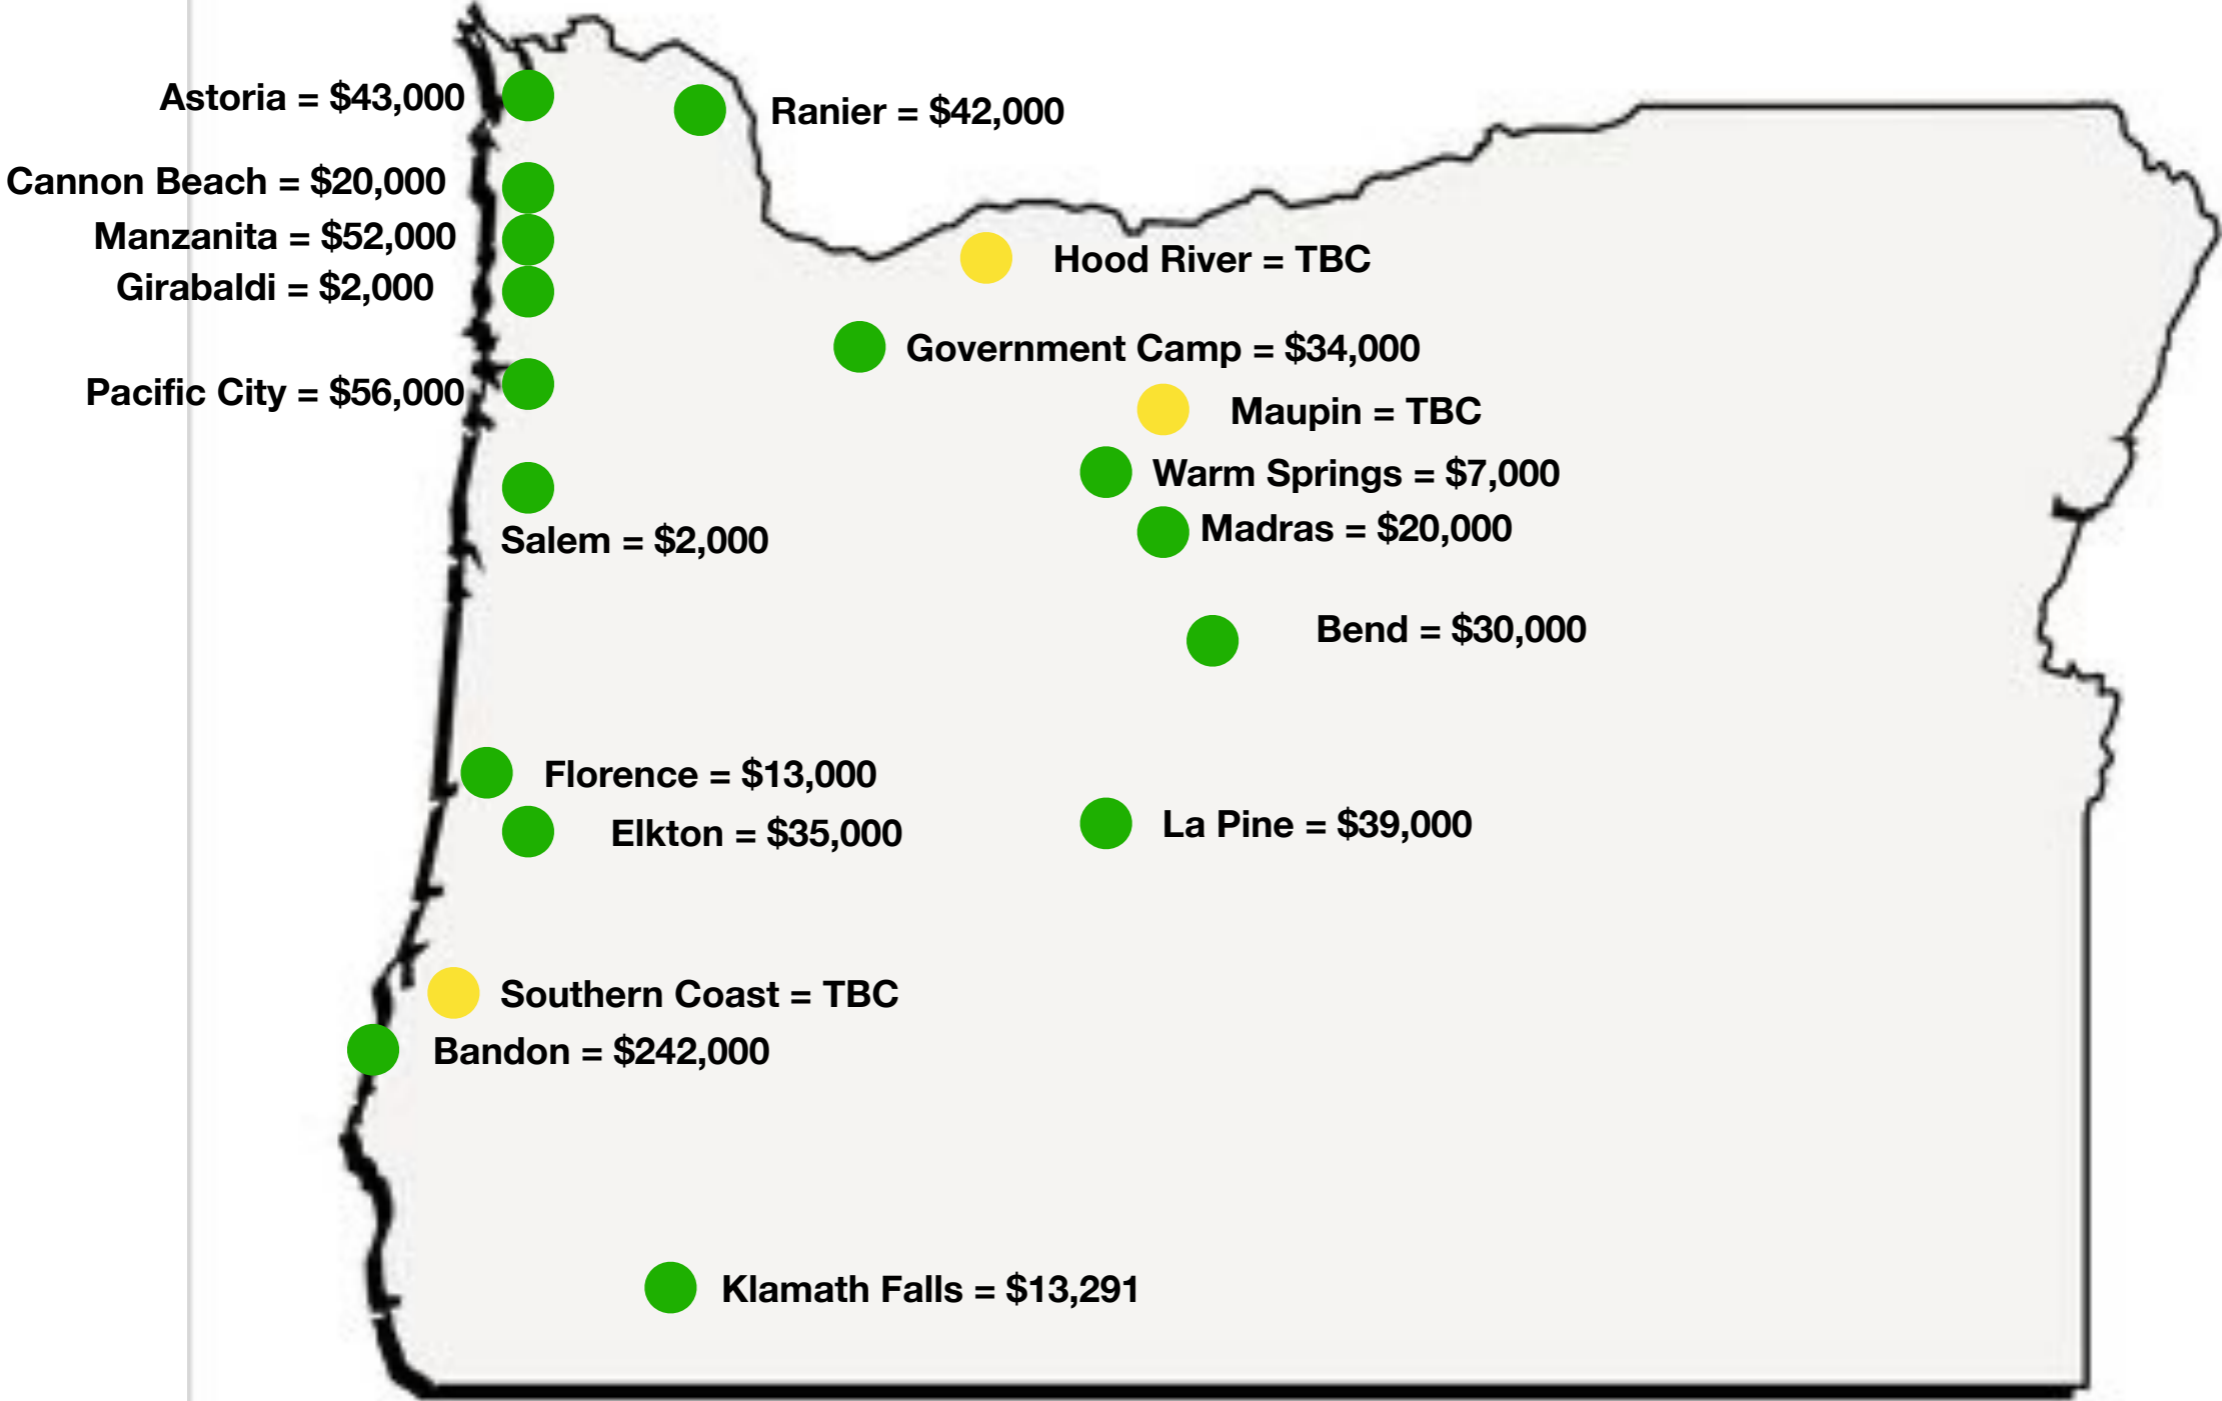 Astoria = $43,000
Ranier = $42,000
Cannon Beach = $20,000
Manzanita = $52,000
Hood River = TBC
Girabaldi = $2,000
Government Camp = $34,000
Pacific City = $56,000
Maupin = TBC
Warm Springs = $7,000
Madras = $20,000
Salem = $2,000
Bend = $30,000
Florence = $13,000
La Pine = $39,000
Elkton = $35,000
Southern Coast = TBC
Bandon = $242,000
Klamath Falls = $13,291